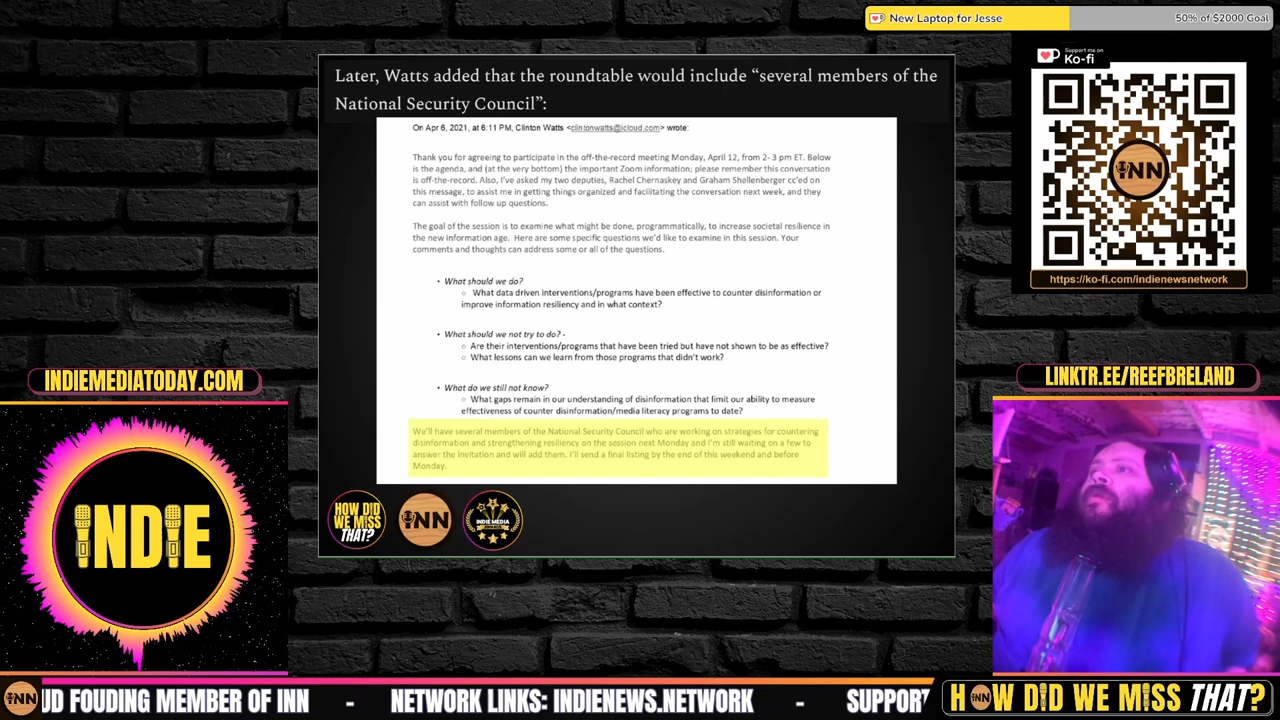 New Laptop for Jesse
50% of $2000 Goal
Support me on
Ko-fi
INN
https://ko-fi.com/indienewsnetwork
Later, Watts added that the roundtable would include “several members of the
National Security Council”:
On Apr 6, 2021, at 6:11 PM, Clinton Watts <clintonwatts@icloud.com> wrote:
Thank you for agreeing to participate in the off-the-record meeting Monday, April 12, from 2- 3 pm ET. Below
is the agenda, and (at the very bottom) the important Zoom information; please remember this conversation
is off-the-record. Also, I've asked my two deputies, Rachel Chernaskey and Graham Shellenberger cc'ed on
this message, to assist me in getting things organized and facilitating the conversation next week, and they
can assist with follow up questions.
The goal of the session is to examine what might be done, programmatically, to increase societal resilience in
the new information age. Here are some specific questions we'd like to examine in this session. Your
comments and thoughts can address some or all of the questions.
• What should we do?
○ What data driven interventions/programs have been effective to counter disinformation or
improve information resiliency and in what context?
• What should we not try to do? -
○ Are their interventions/programs that have been tried but have not shown to be as effective?
○ What lessons can we learn from those programs that didn't work?
• What do we still not know?
○ What gaps remain in our understanding of disinformation that limit our ability to measure
effectiveness of counter disinformation/media literacy programs to date?
We'll have several members of the National Security Council who are working on strategies for countering
disinformation and strengthening resiliency on the session next Monday and I'm still waiting on a few to
answer the invitation and will add them. I'll send a final listing by the end of this weekend and before
Monday.
HOW DID
WE MISS
THAT?
INN
INDIE MEDIA
AWARDS
INDIEMEDIATODAY.COM
INDIE
LINKTR.EE/REEFBRELAND
INN
UD FOUDING MEMBER OF INN - NETWORK LINKS: INDIENEWS.NETWORK - SUPPORT
HOW DID WE MISS THAT?